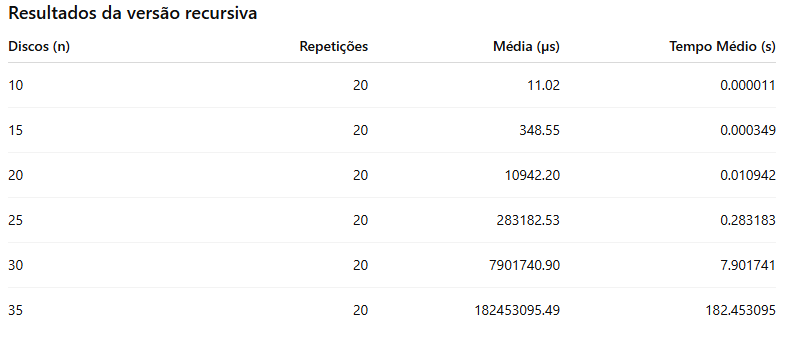 Resultados da versão recursiva
Discos (n) Repetições Média (µs) Tempo Médio (s)
10 20 11.02 0.000011
15 20 348.55 0.000349
20 20 10942.20 0.010942
25 20 283182.53 0.283183
30 20 7901740.90 7.901741
35 20 182453095.49 182.453095